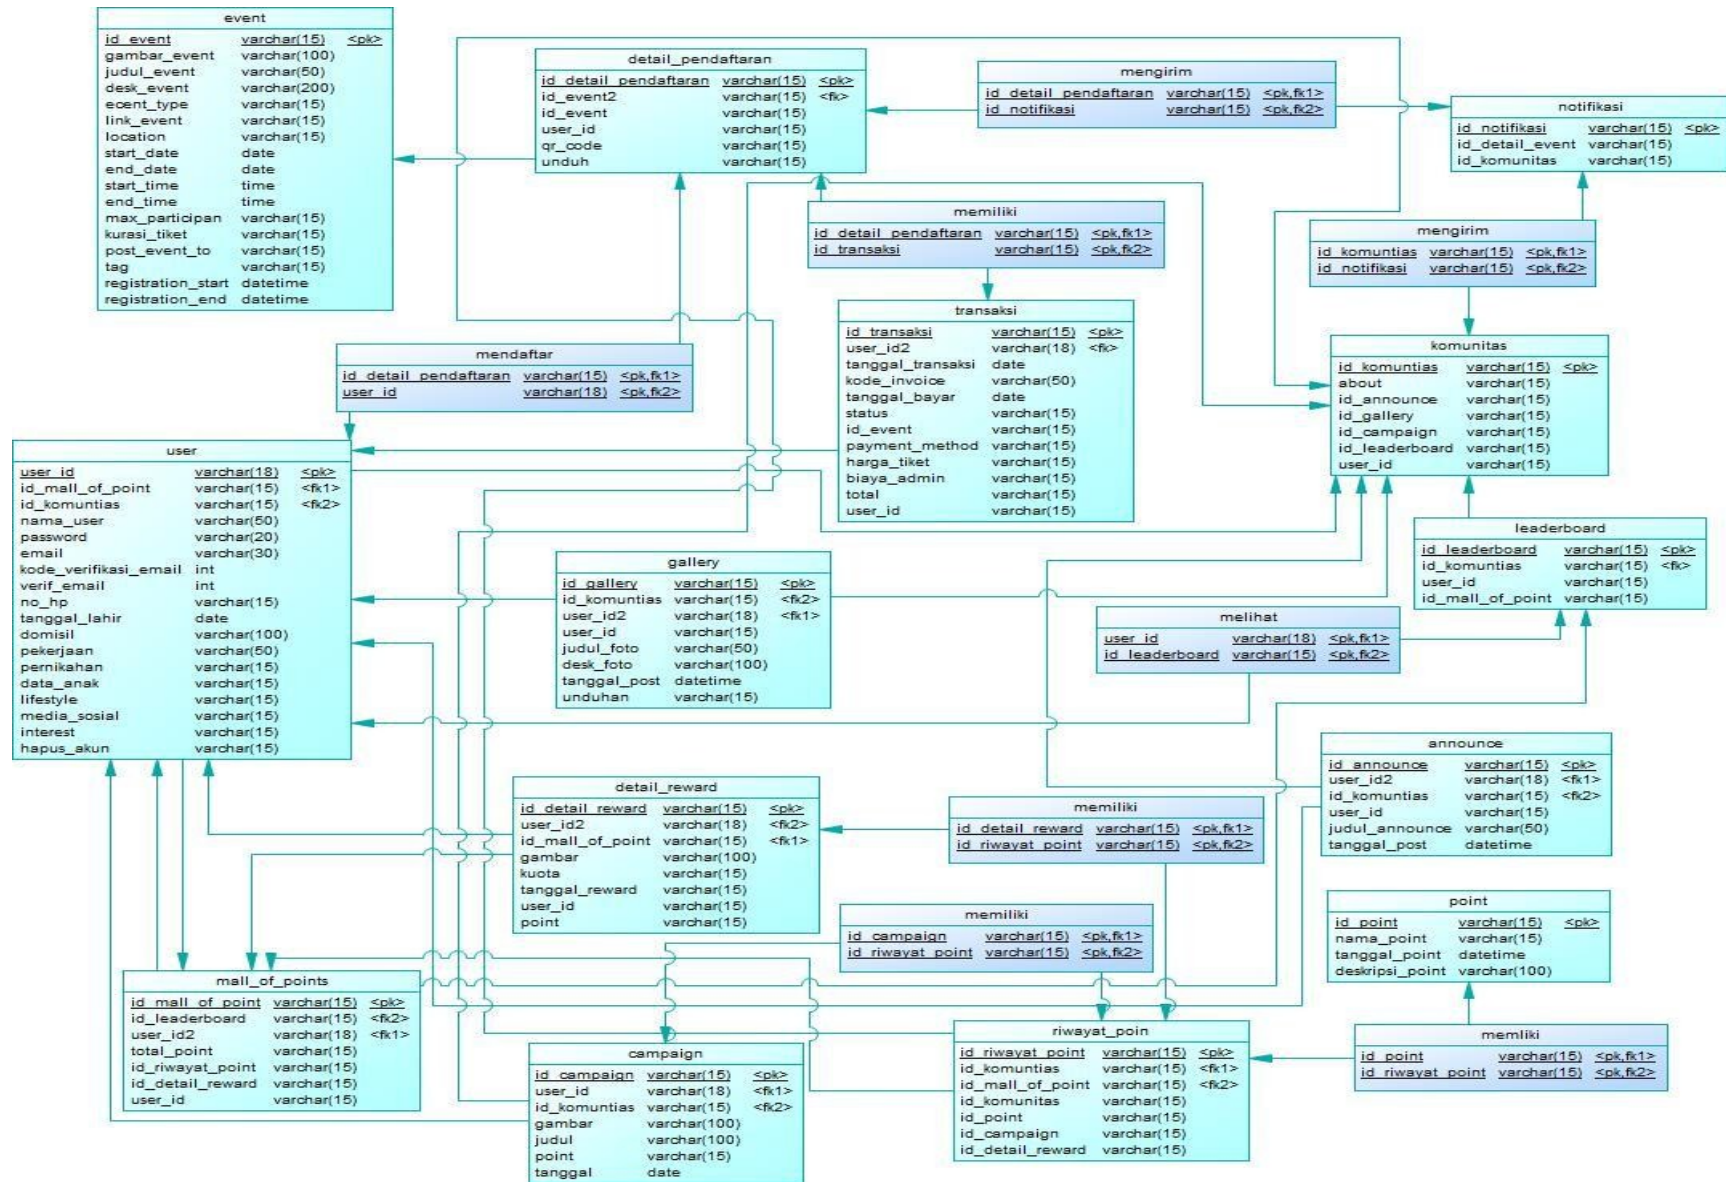 event
id_event varchar(15) <pk>
gambar_event varchar(100)
judul_event varchar(50)
desk_event varchar(200)
ecent_type varchar(15)
link_event varchar(15)
location varchar(15)
start_date date
end_date date
start_time time
end_time time
max_participan varchar(15)
kurasi_tiket varchar(15)
post_event_to varchar(15)
tag varchar(15)
registration_start datetime
registration_end datetime
detail_pendaftaran
id_detail_pendaftaran varchar(15) <pk>
id_event2 varchar(15) <fk>
id_event varchar(15)
user_id varchar(15)
qr_code varchar(15)
unduh varchar(15)
mengirim
id_detail_pendaftaran varchar(15) <pk,fk1>
id_notifikasi varchar(15) <pk,fk2>
notifikasi
id_notifikasi varchar(15) <pk>
id_detail_event varchar(15)
id_komunitas varchar(15)
memiliki
id_detail_pendaftaran varchar(15) <pk,fk1>
id_transaksi varchar(15) <pk,fk2>
mengirim
id_komuntias varchar(15) <pk,fk1>
id_notifikasi varchar(15) <pk,fk2>
transaksi
id_transaksi varchar(15) <pk>
user_id2 varchar(18) <fk>
tanggal_transaksi date
kode_invoice varchar(50)
tanggal_bayar date
status varchar(15)
id_event varchar(15)
payment_method varchar(15)
harga_tiket varchar(15)
biaya_admin varchar(15)
total varchar(15)
user_id varchar(15)
mendaftar
id_detail_pendaftaran varchar(15) <pk,fk1>
user_id varchar(18) <pk,fk2>
komunitas
id_komuntias varchar(15) <pk>
about varchar(15)
id_announce varchar(15)
id_gallery varchar(15)
id_campaign varchar(15)
id_leaderboard varchar(15)
user_id varchar(15)
user
user_id varchar(18) <pk>
id_mall_of_point varchar(15) <fk1>
id_komuntias varchar(15) <fk2>
nama_user varchar(50)
password varchar(20)
email varchar(30)
kode_verifikasi_email int
verif_email int
no_hp varchar(15)
tanggal_lahir date
domisil varchar(100)
pekerjaan varchar(50)
pernikahan varchar(15)
data_anak varchar(15)
lifestyle varchar(15)
media_sosial varchar(15)
interest varchar(15)
hapus_akun varchar(15)
gallery
id_gallery varchar(15) <pk>
id_komuntias varchar(15) <fk2>
user_id2 varchar(18) <fk1>
user_id varchar(15)
judul_foto varchar(50)
desk_foto varchar(100)
tanggal_post datetime
unduhan varchar(15)
leaderboard
id_leaderboard varchar(15) <pk>
id_komuntias varchar(15) <fk>
user_id varchar(15)
id_mall_of_point varchar(15)
melihat
user_id varchar(18) <pk,fk1>
id_leaderboard varchar(15) <pk,fk2>
announce
id_announce varchar(15) <pk>
user_id2 varchar(18) <fk1>
id_komuntias varchar(15) <fk2>
user_id varchar(15)
judul_announce varchar(50)
tanggal_post datetime
detail_reward
id_detail_reward varchar(15) <pk>
user_id2 varchar(18) <fk2>
id_mall_of_point varchar(15) <fk1>
gambar varchar(100)
kuota varchar(15)
tanggal_reward varchar(15)
user_id varchar(15)
point varchar(15)
memiliki
id_detail_reward varchar(15) <pk,fk1>
id_riwayat_point varchar(15) <pk,fk2>
memiliki
id_campaign varchar(15) <pk,fk1>
id_riwayat_point varchar(15) <pk,fk2>
point
id_point varchar(15) <pk>
nama_point varchar(15)
tanggal_point datetime
deskripsi_point varchar(100)
mall_of_points
id_mall_of_point varchar(15) <pk>
id_leaderboard varchar(15) <fk2>
user_id2 varchar(18) <fk1>
total_point varchar(15)
id_riwayat_point varchar(15)
id_detail_reward varchar(15)
user_id varchar(15)
campaign
id_campaign varchar(15) <pk>
user_id varchar(18) <fk1>
id_komuntias varchar(15) <fk2>
gambar varchar(100)
judul varchar(100)
point varchar(15)
tanggal date
riwayat_poin
id_riwayat_point varchar(15) <pk>
id_komuntias varchar(15) <fk1>
id_mall_of_point varchar(15) <fk2>
id_komunitas varchar(15)
id_point varchar(15)
id_campaign varchar(15)
id_detail_reward varchar(15)
memliki
id_point varchar(15) <pk,fk1>
id_riwayat_point varchar(15) <pk,fk2>